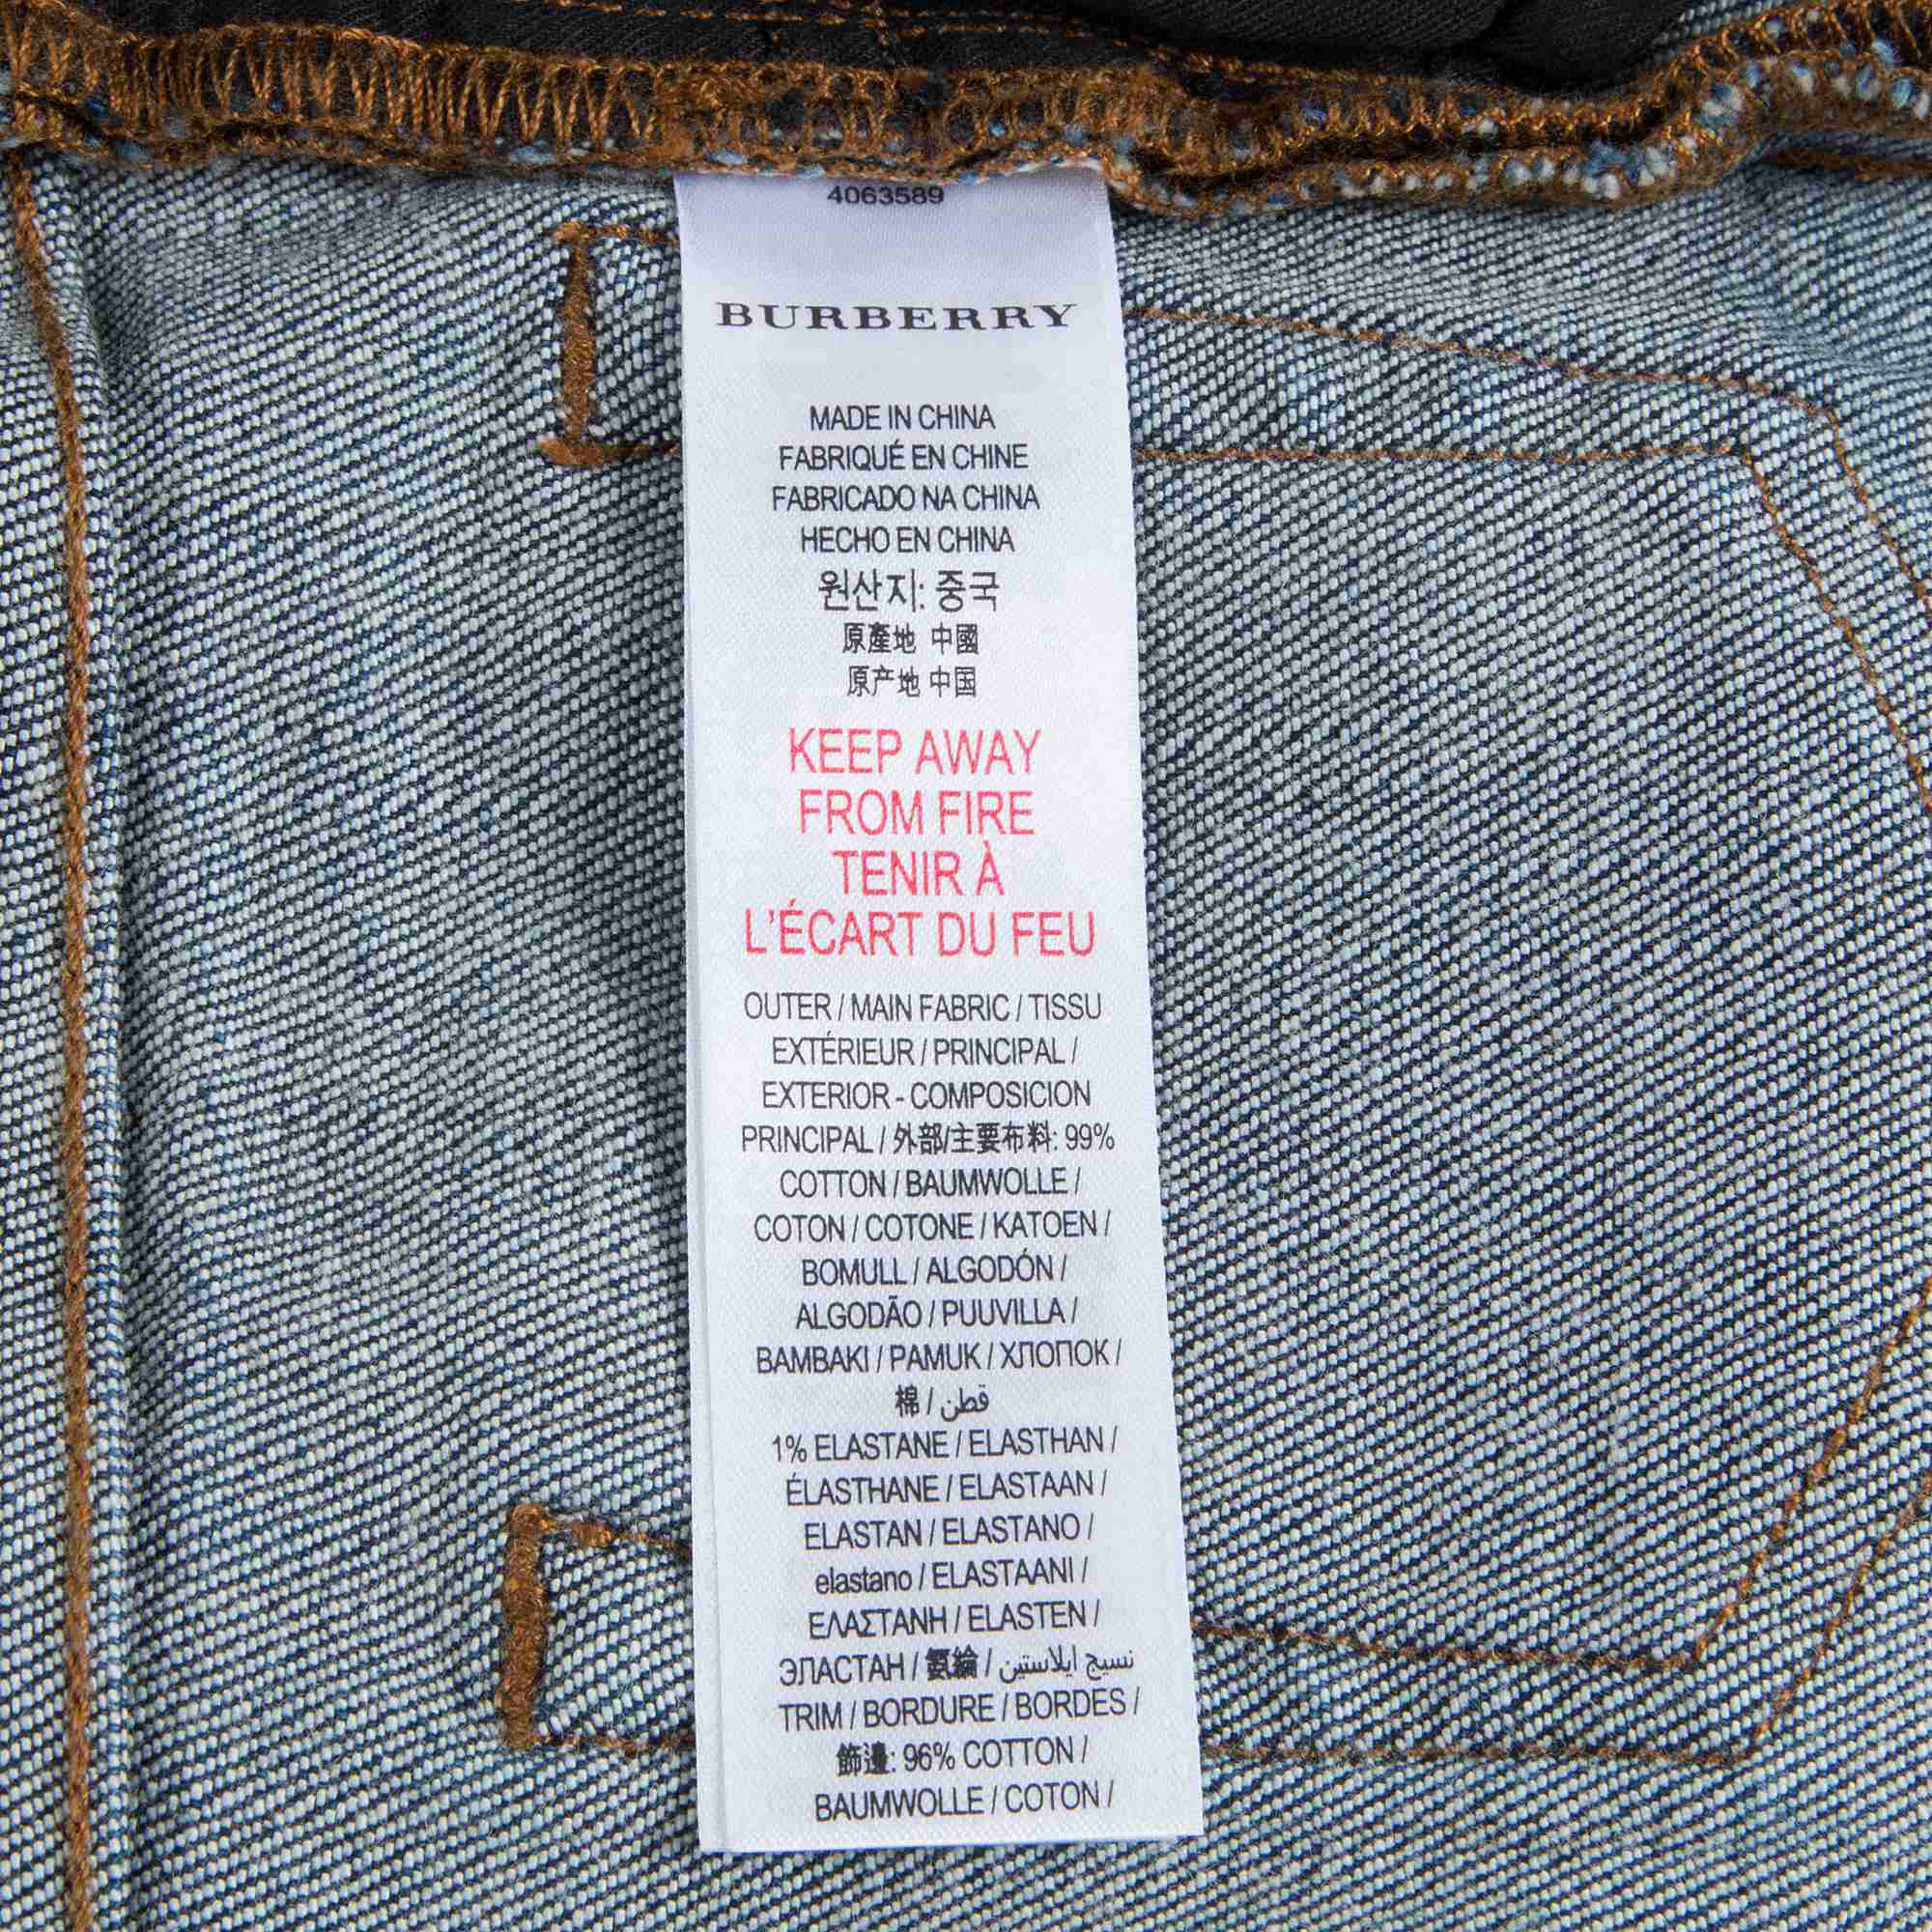 4063589
BURBERRY
MADE IN CHINA
FABRIQUÉ EN CHINE
FABRICADO NA CHINA
HECHO EN CHINA
원산지: 중국
原產地 中國
原产地 中国
KEEP AWAY
FROM FIRE
TENIR À
L'ÉCART DU FEU
OUTER / MAIN FABRIC / TISSU
EXTÉRIEUR / PRINCIPAL /
EXTERIOR - COMPOSICION
PRINCIPAL / 外部/主要布料: 99%
COTTON / BAUMWOLLE /
COTON / COTONE / KATOEN /
BOMULL / ALGODÓN /
ALGODÃO / PUUVILLA /
BAMBAKI / PAMUK / ХЛОПОК /
棉 / قطن
1% ELASTANE / ELASTHAN /
ÉLASTHANE / ELASTAAN /
ELASTAN / ELASTANO /
elastano / ELASTAANI /
ΕΛΑΣΤΑΝΗ / ELASTEN /
ЭЛАСТАН / 氨綸 / نسيج ايلاستين
TRIM / BORDURE / BORDES /
飾邊: 96% COTTON /
BAUMWOLLE / COTON /